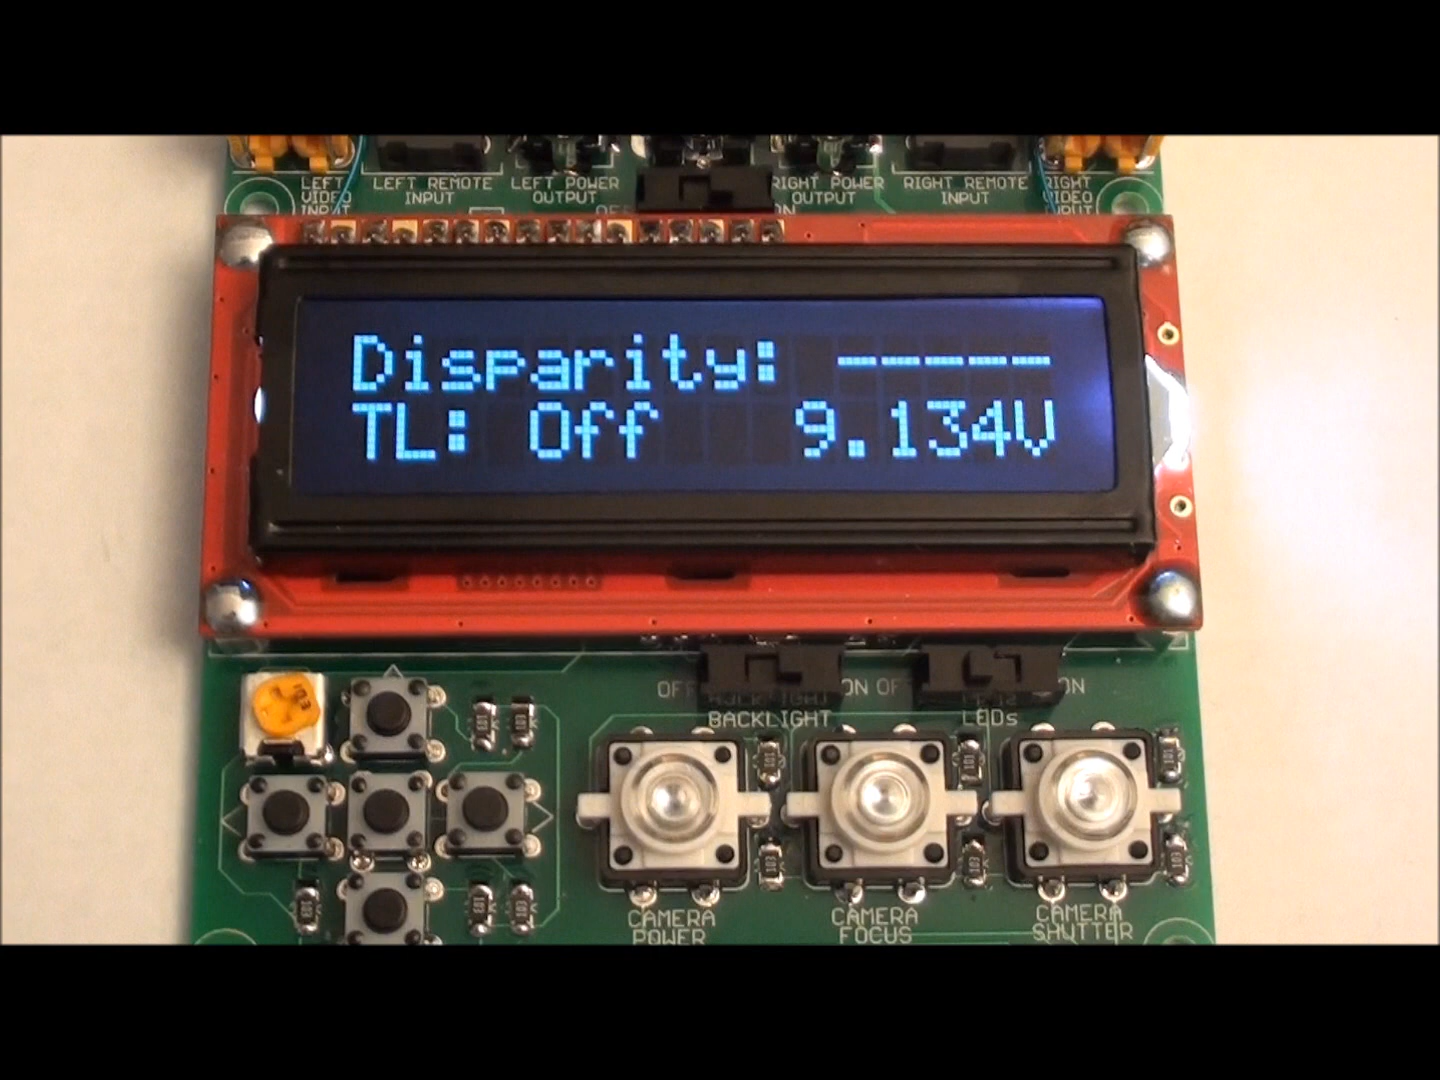 LEFT VIDEO INPUT
LEFT REMOTE INPUT
LEFT POWER OUTPUT
RIGHT POWER OUTPUT
RIGHT REMOTE INPUT
RIGHT VIDEO INPUT
ON
Disparity: -----
TL: Off 9.134V
OFF
ON
BACKLIGHT
ON
LEDs
CAMERA POWER
CAMERA FOCUS
CAMERA SHUTTER